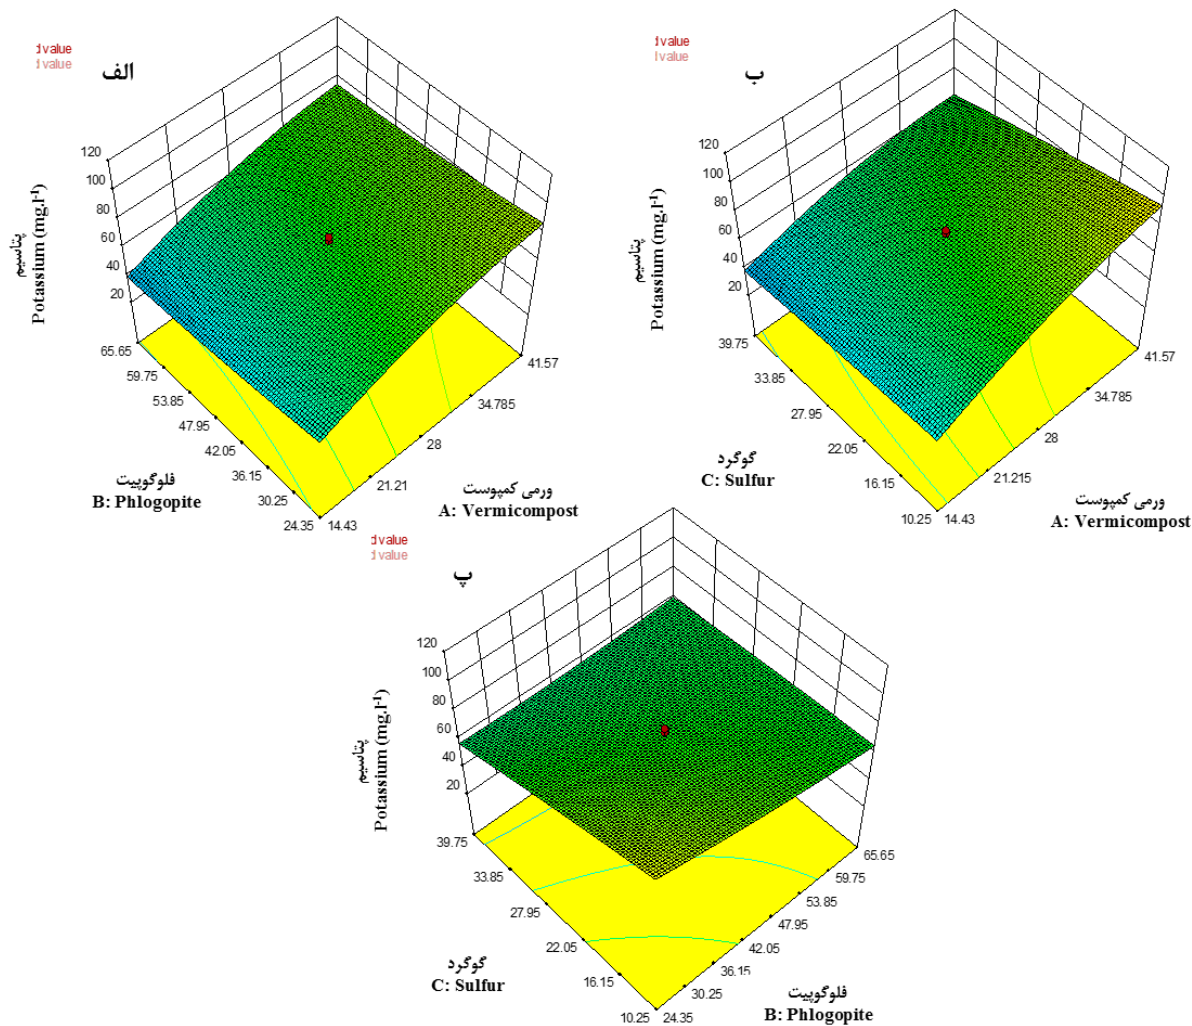 الف
120
100
80
60
40
20
پتاسیم
Potassium (mg.l⁻¹)
65.65
59.75
53.85
47.95
42.05
36.15
30.25
24.35
فلوگوپیت
B: Phlogopite
14.43
21.21
28
34.785
41.57
ورمی کمپوست
A: Vermicompost
ب
120
100
80
60
40
20
پتاسیم
Potassium (mg.l⁻¹)
39.75
33.85
27.95
22.05
16.15
10.25
گوگرد
C: Sulfur
14.43
21.215
28
34.785
41.57
ورمی کمپوست
A: Vermicompost
پ
120
100
80
60
40
20
پتاسیم
Potassium (mg.l⁻¹)
39.75
33.85
27.95
22.05
16.15
10.25
گوگرد
C: Sulfur
24.35
30.25
36.15
42.05
47.95
53.85
59.75
65.65
فلوگوپیت
B: Phlogopite